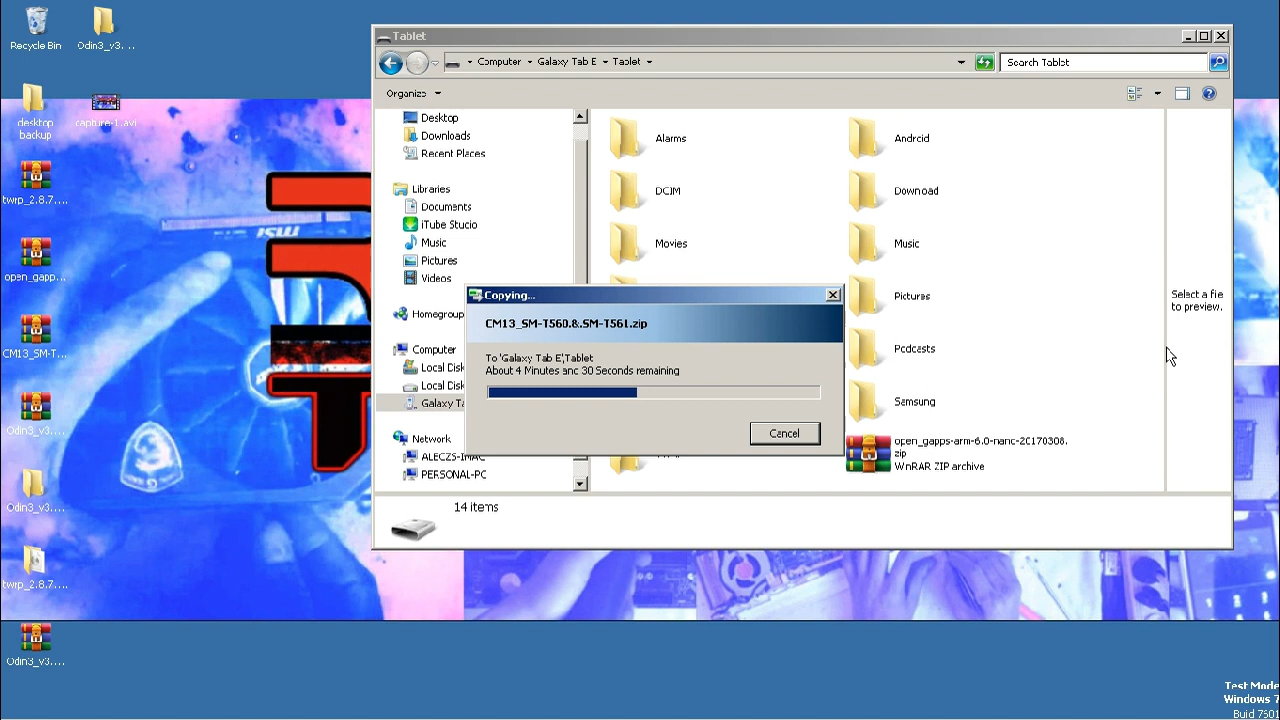 Recycle Bin
Odin3_v3....
desktop
backup
capture-1.avi
twrp_2.8.7....
open_gapp...
CM13_SM-T...
Odin3_v3....
Odin3_v3....
twrp_2.8.7....
Odin3_v3....
Tablet
Computer
Galaxy Tab E
Tablet
Search Tablet
Organize
Desktop
Downloads
Recent Places
Libraries
Documents
iTube Studio
Music
Pictures
Videos
Homegroup
Computer
Local Disk
Local Disk
Galaxy Ta
Network
ALECZS-IMAC
PERSONAL-PC
Alarms
Android
DCIM
Download
Movies
Music
Pictures
Podcasts
Samsung
open_gapps-arm-6.0-nano-20170308.
zip
WinRAR ZIP archive
Select a file
to preview.
14 items
Copying...
CM13_SM-T560.&.SM-T561.zip
To 'Galaxy Tab E\Tablet
About 4 Minutes and 30 Seconds remaining
Cancel
msi
Test Mode
Windows 7
Build 7601